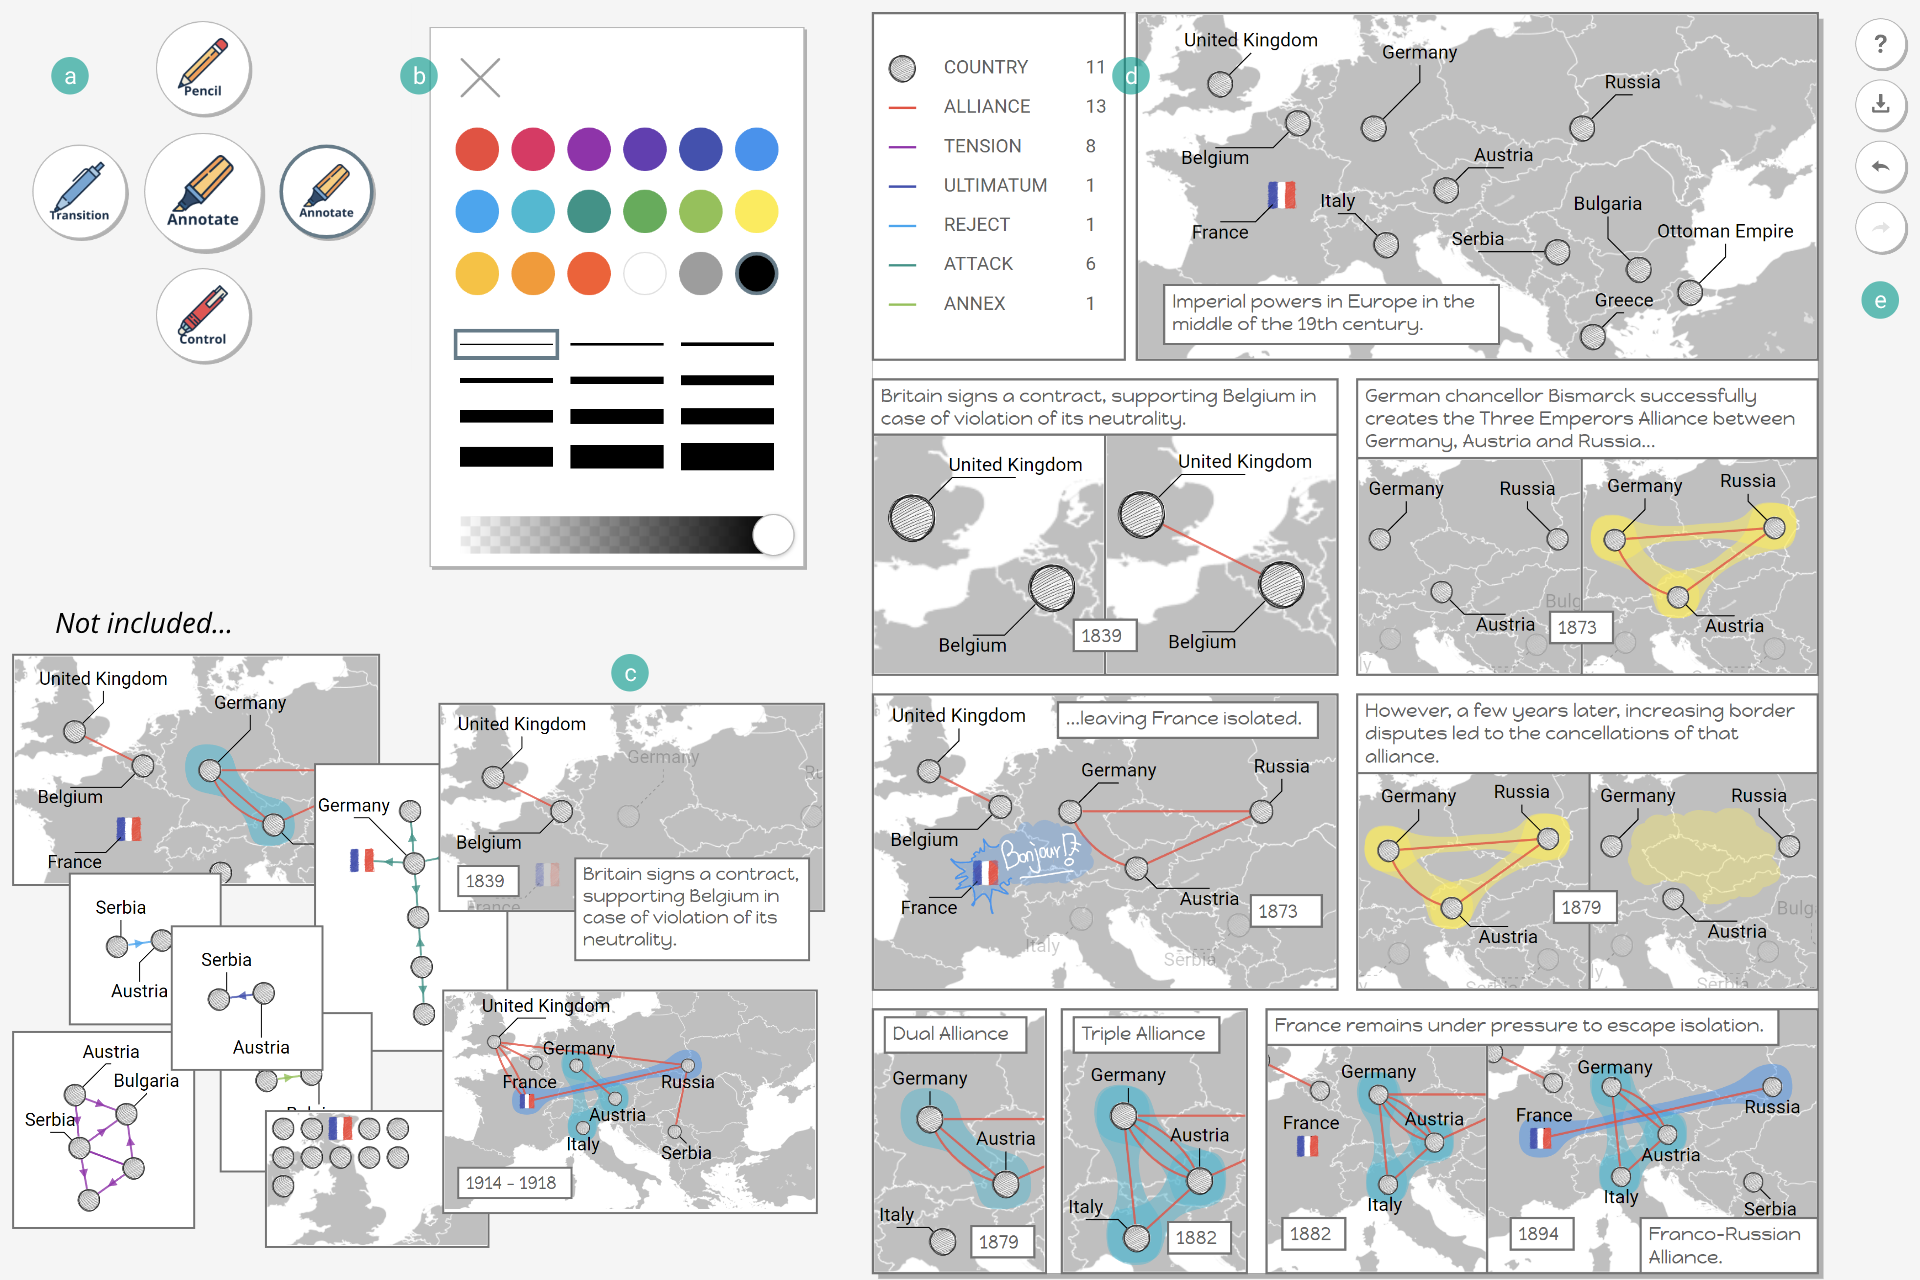 a
Pencil
Transition
Annotate
Annotate
Control
b
Not included...
United Kingdom
Germany
Belgium
France
Serbia
Austria
Serbia
Austria
Austria
Bulgaria
Serbia
Germany
c
United Kingdom
Germany
Ru
Belgium
1839
France
Britain signs a contract,
supporting Belgium in
case of violation of its
neutrality.
United Kingdom
Germany
France
Russia
Austria
Italy
Serbia
1914 - 1918
COUNTRY 11
ALLIANCE 13
TENSION 8
ULTIMATUM 1
REJECT 1
ATTACK 6
ANNEX 1
d
United Kingdom
Germany
Russia
Belgium
Austria
Italy
Bulgaria
France
Serbia
Ottoman Empire
Greece
Imperial powers in Europe in the
middle of the 19th century.
Britain signs a contract, supporting Belgium in
case of violation of its neutrality.
United Kingdom
Belgium
1839
United Kingdom
Belgium
German chancellor Bismarck successfully
creates the Three Emperors Alliance between
Germany, Austria and Russia...
Germany
Russia
Bulg
Austria
ly
1873
Germany
Russia
Austria
...leaving France isolated.
United Kingdom
Germany
Russia
Belgium
Bonjour!?
France
Austria
1873
Italy
Serbia
However, a few years later, increasing border
disputes led to the cancellations of that
alliance.
Germany
Russia
Austria
Serbia
1879
Germany
Russia
Bulga
Austria
ly
Serbia
Dual Alliance
Germany
Austria
Italy
1879
Triple Alliance
Germany
Austria
Italy
1882
France remains under pressure to escape isolation.
Germany
France
Austria
Italy
1882
Germany
France
Russia
Austria
Italy
Serbia
1894
Franco-Russian
Alliance.
?
e